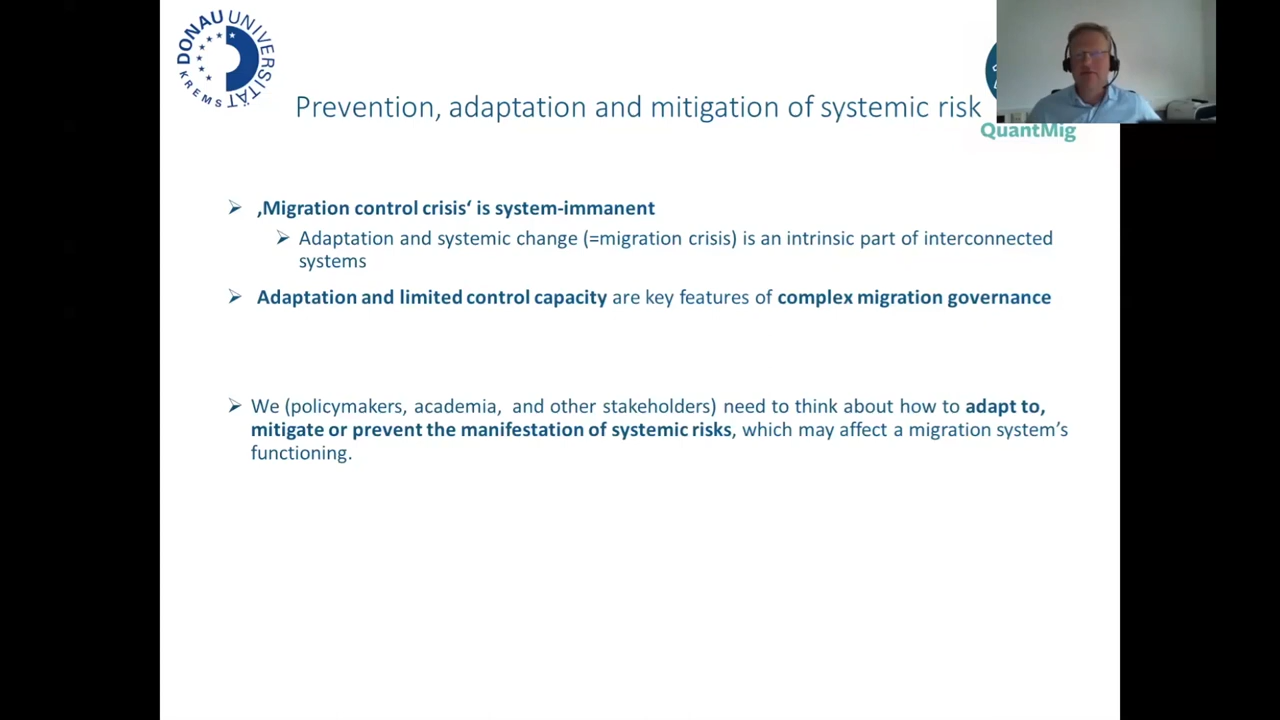 DONAU UNIVERSITÄT
KREMS
Prevention, adaptation and mitigation of systemic risk
QuantMig
➢ ‚Migration control crisis‘ is system-immanent
➢ Adaptation and systemic change (=migration crisis) is an intrinsic part of interconnected
systems
➢ Adaptation and limited control capacity are key features of complex migration governance
➢ We (policymakers, academia, and other stakeholders) need to think about how to adapt to,
mitigate or prevent the manifestation of systemic risks, which may affect a migration system’s
functioning.